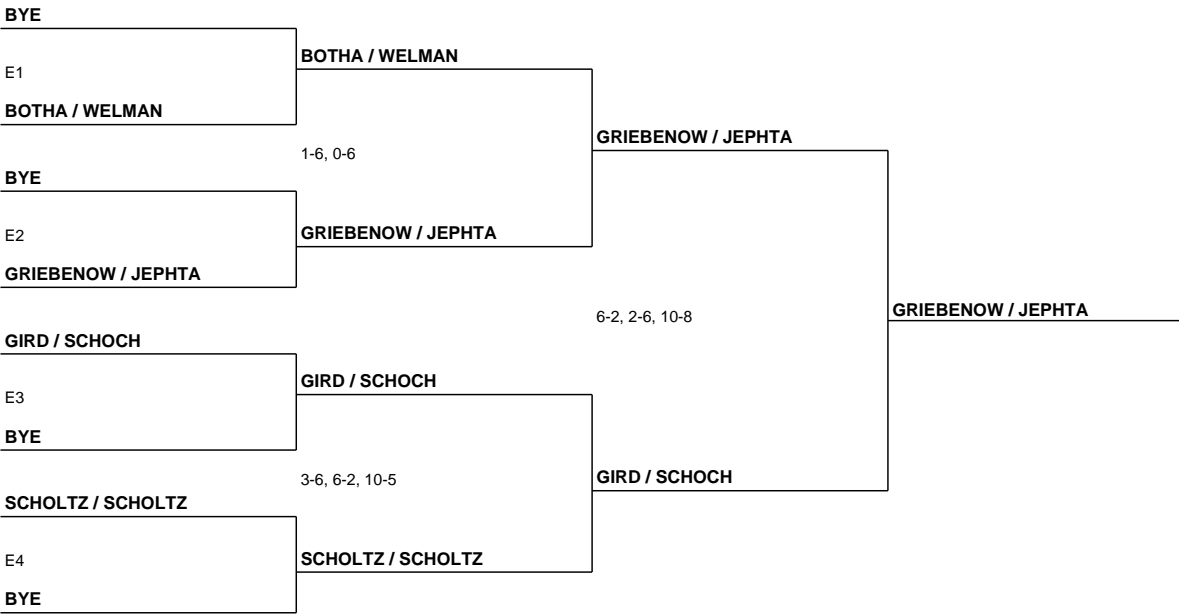 BYE
E1
BOTHA / WELMAN
BYE
E2
GRIEBENOW / JEPHTA
GIRD / SCHOCH
E3
BYE
SCHOLTZ / SCHOLTZ
E4
BYE
BOTHA / WELMAN
1-6, 0-6
GRIEBENOW / JEPHTA
GIRD / SCHOCH
3-6, 6-2, 10-5
SCHOLTZ / SCHOLTZ
GRIEBENOW / JEPHTA
6-2, 2-6, 10-8
GIRD / SCHOCH
GRIEBENOW / JEPHTA